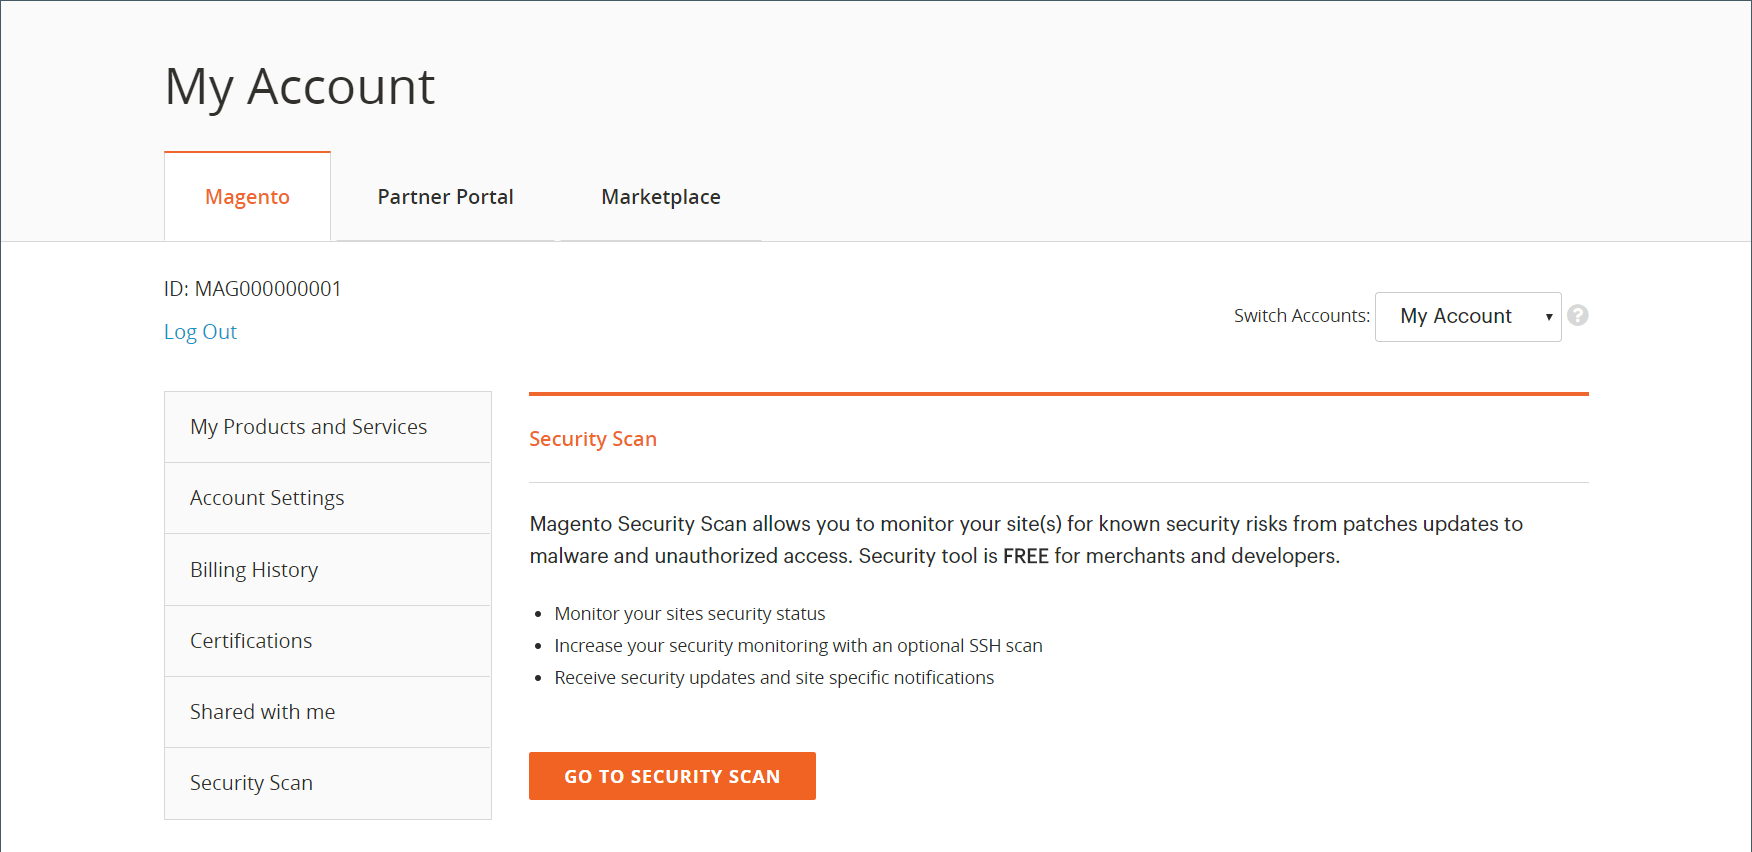 My Account
Magento
Partner Portal
Marketplace
ID: MAG000000001
Log Out
Switch Accounts:
My Account
?
My Products and Services
Account Settings
Billing History
Certifications
Shared with me
Security Scan
Security Scan
Magento Security Scan allows you to monitor your site(s) for known security risks from patches updates to
malware and unauthorized access. Security tool is FREE for merchants and developers.
• Monitor your sites security status
• Increase your security monitoring with an optional SSH scan
• Receive security updates and site specific notifications
GO TO SECURITY SCAN